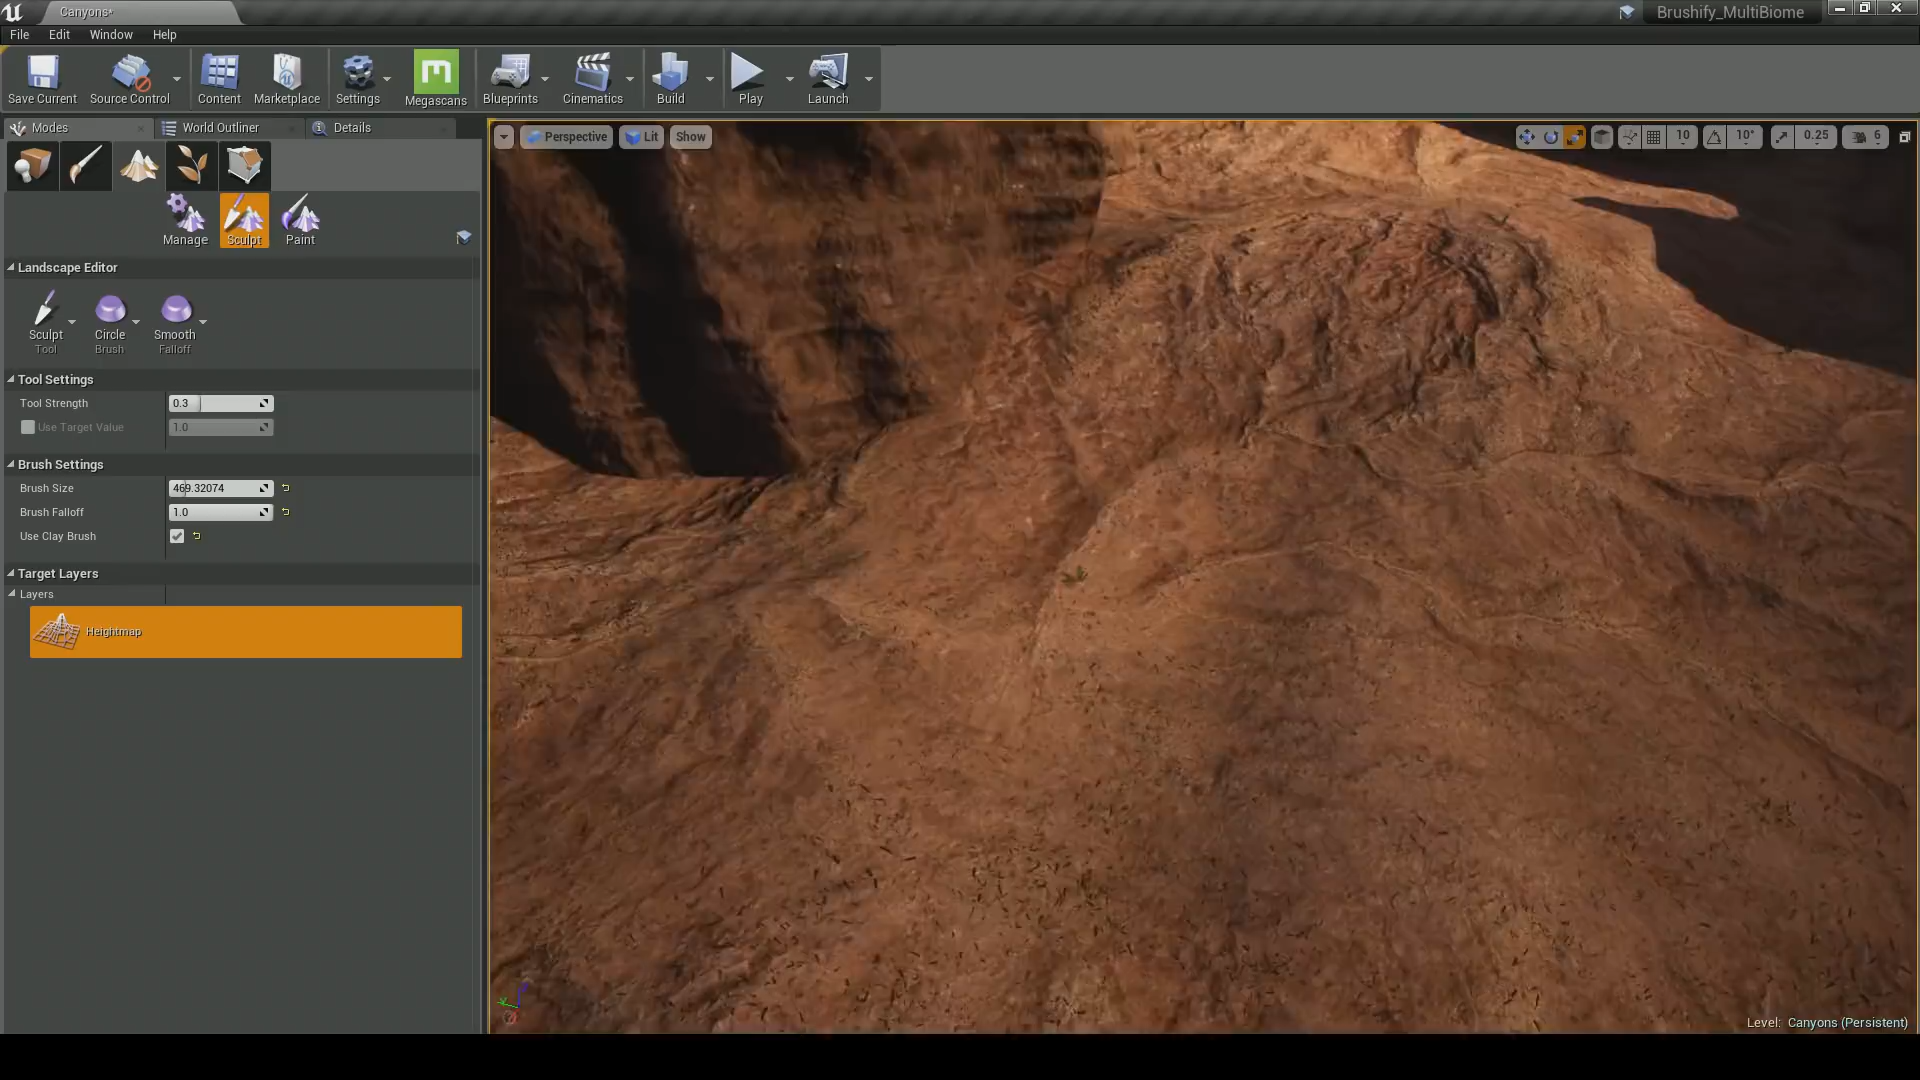 Canyons*
Brushify_MultiBiome
File Edit Window Help
Save Current Source Control Content Marketplace Settings Megascans Blueprints Cinematics Build Play Launch
Modes World Outliner Details
Perspective Lit Show 10 10° 0.25 6
Manage Sculpt Paint
Landscape Editor
Sculpt Circle Smooth
Tool Brush Falloff
Tool Settings
Tool Strength 0.3
Use Target Value 1.0
Brush Settings
Brush Size 469.32074
Brush Falloff 1.0
Use Clay Brush
Target Layers
Layers
Heightmap
Level: Canyons (Persistent)